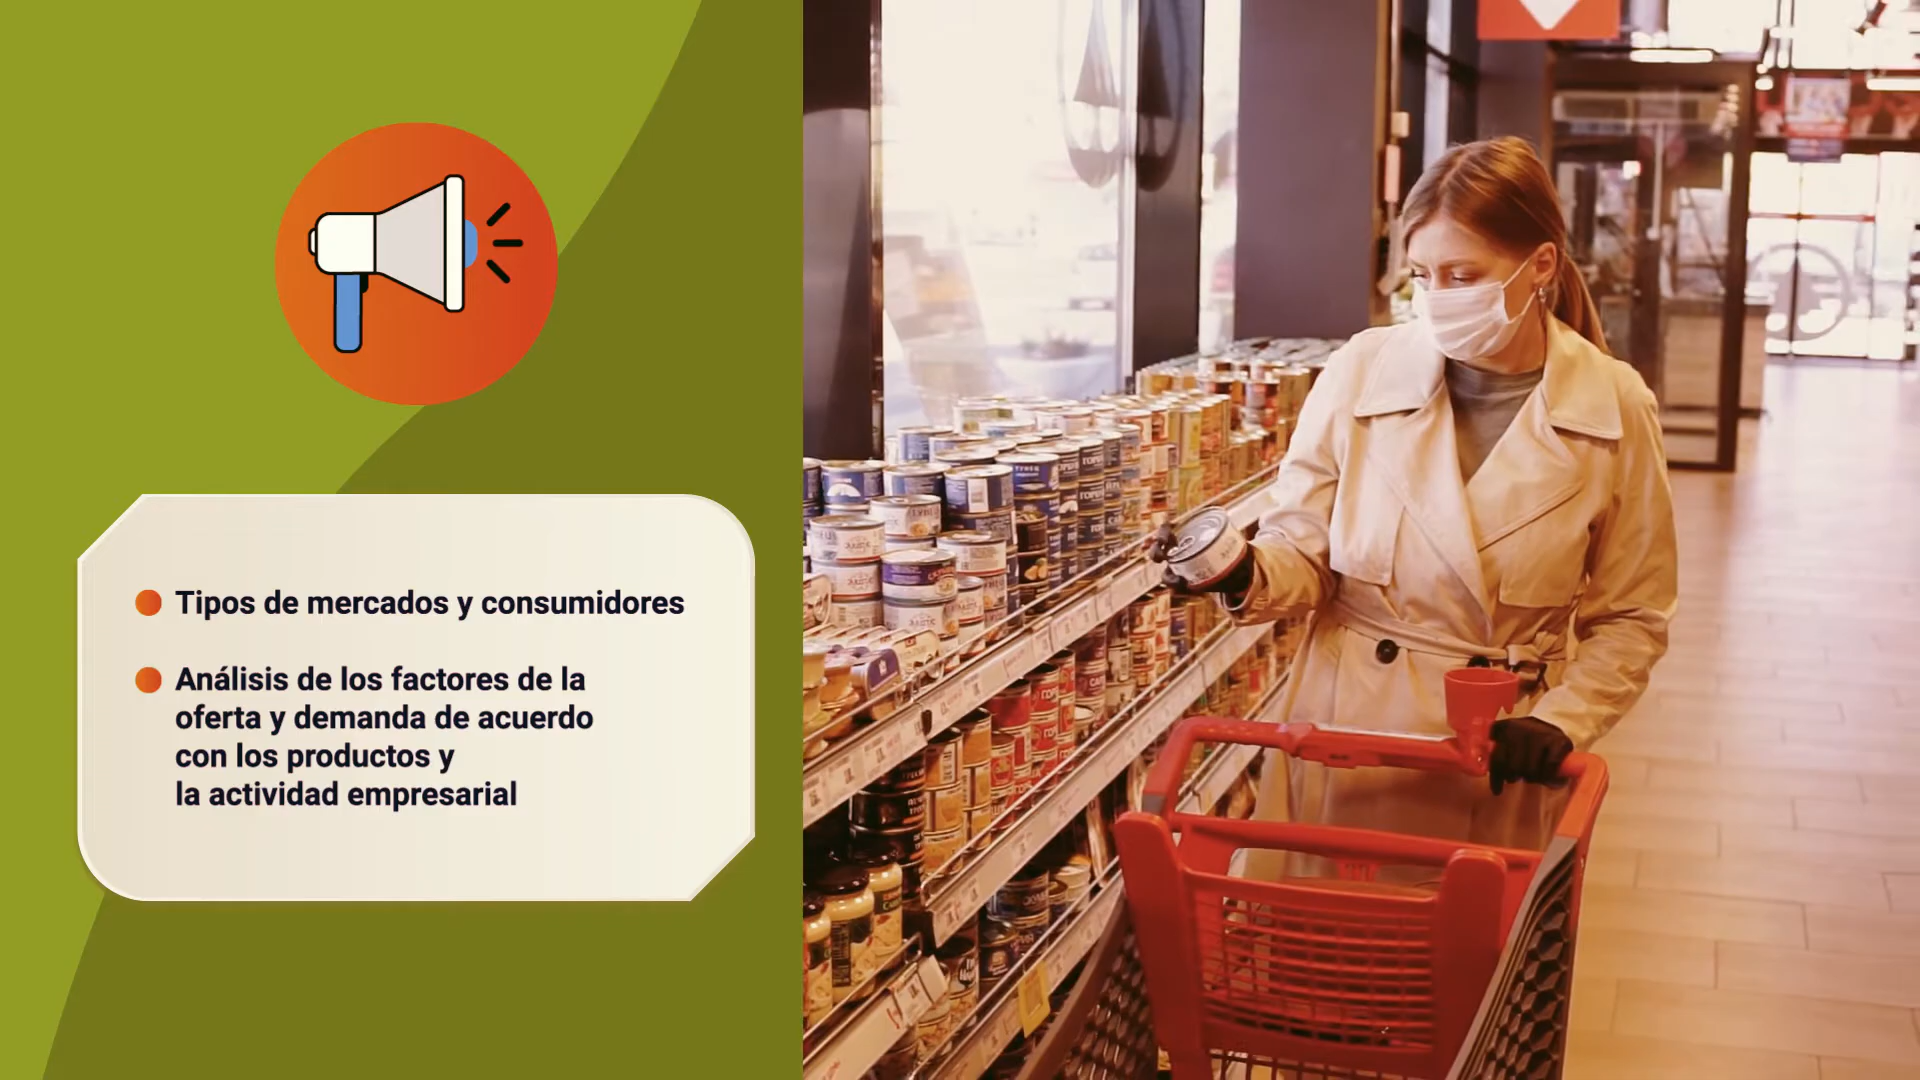 Tipos de mercados y consumidores
Análisis de los factores de la
oferta y demanda de acuerdo
con los productos y
la actividad empresarial